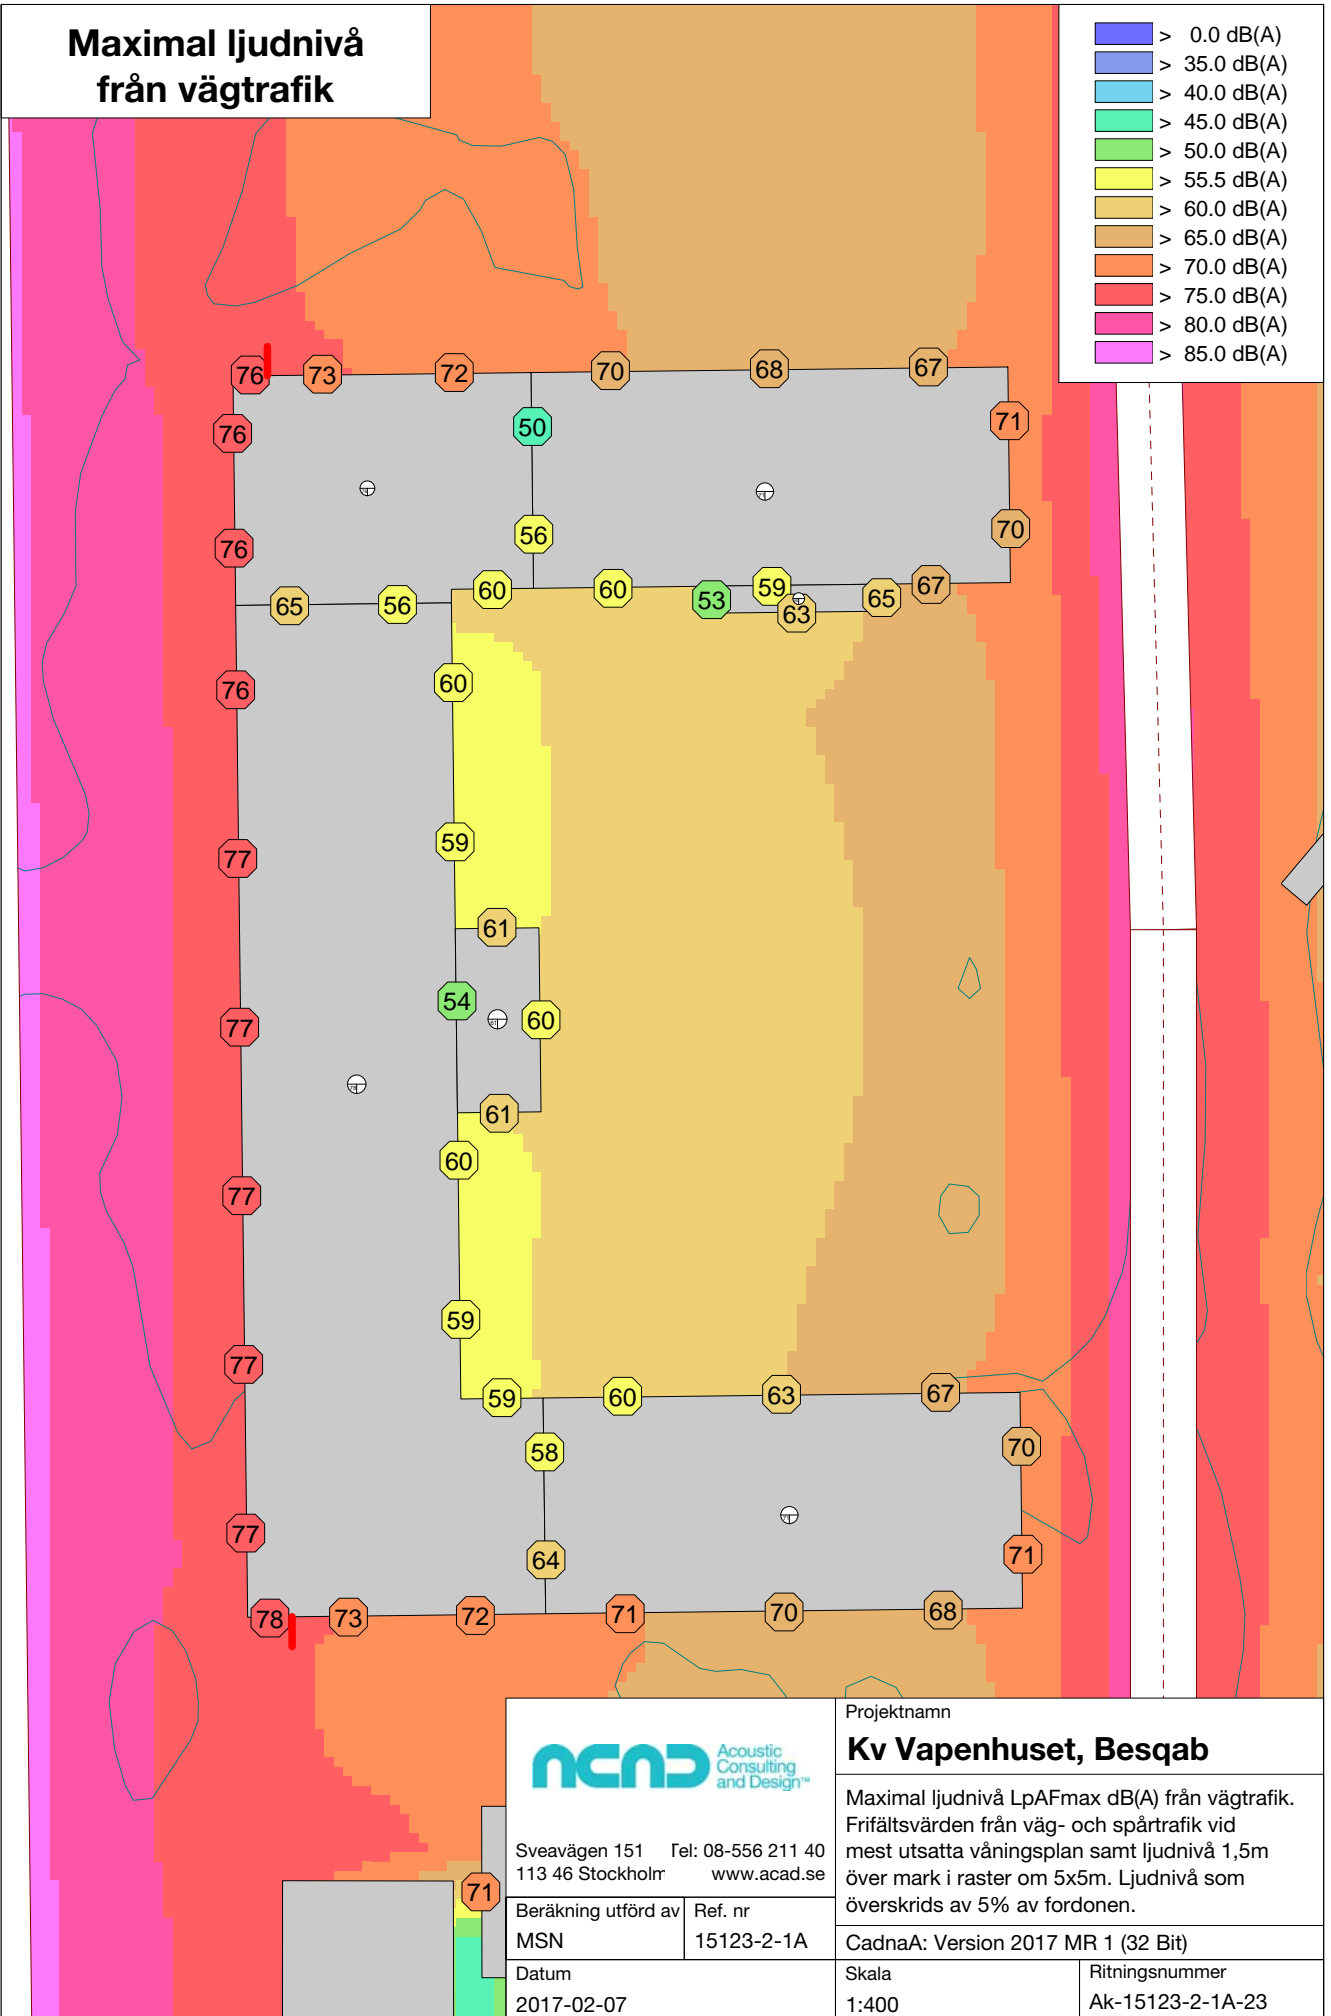 Maximal ljudnivå
från vägtrafik
> 0.0 dB(A)
> 35.0 dB(A)
> 40.0 dB(A)
> 45.0 dB(A)
> 50.0 dB(A)
> 55.5 dB(A)
> 60.0 dB(A)
> 65.0 dB(A)
> 70.0 dB(A)
> 75.0 dB(A)
> 80.0 dB(A)
> 85.0 dB(A)
76 73 72 70 68 67
76 50 71
76 56 70
65 56 60 60 53 59 63 65 67
76 60
77 59
61
54
77 60
61
60
77
59
77
59 60 63 67
58 70
77
64 71
78 73 72 71 70 68
71
ACAD
Acoustic
Consulting
and Design™
Sveavägen 151 Tel: 08-556 211 40
113 46 Stockholm www.acad.se
Beräkning utförd av
MSN
Ref. nr
15123-2-1A
Datum
2017-02-07
Projektnamn
Kv Vapenhuset, Besqab
Maximal ljudnivå LpAFmax dB(A) från vägtrafik.
Frifältsvärden från väg- och spårtrafik vid
mest utsatta våningsplan samt ljudnivå 1,5m
över mark i raster om 5x5m. Ljudnivå som
överskrids av 5% av fordonen.
CadnaA: Version 2017 MR 1 (32 Bit)
Skala
1:400
Ritningsnummer
Ak-15123-2-1A-23